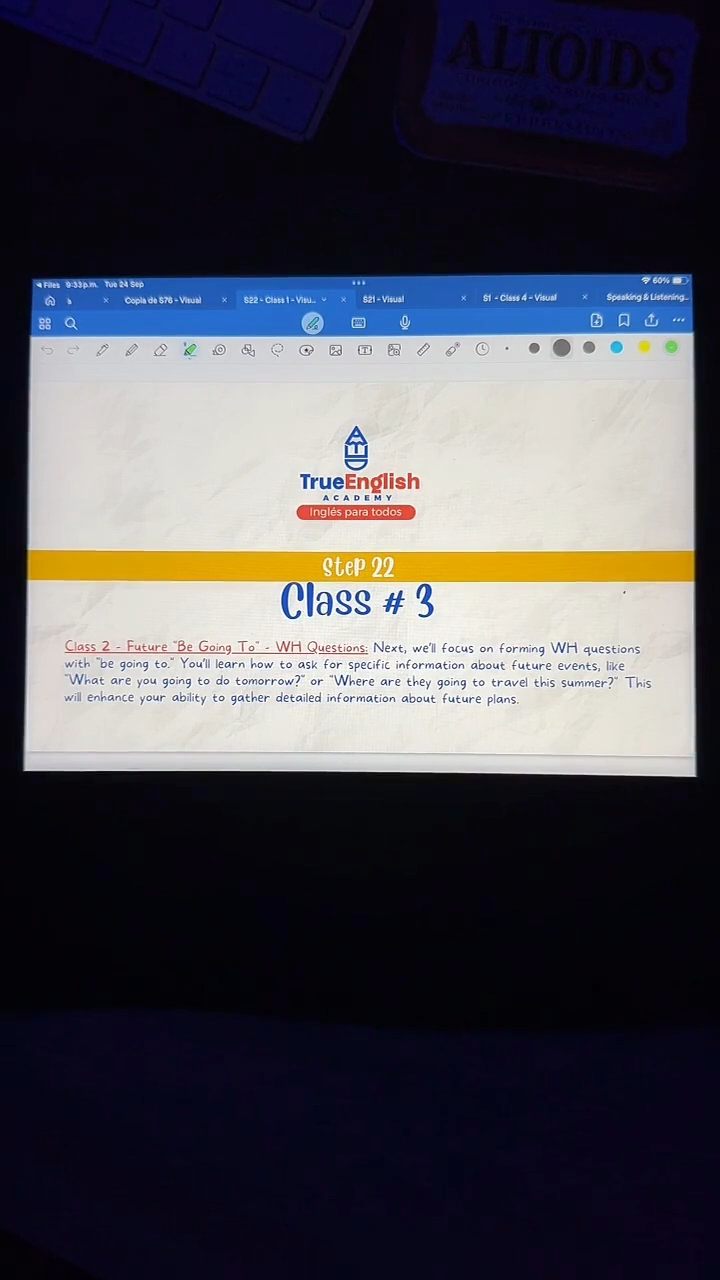 ALTOIDS
Files 9:33 p.m. Tue 24 Sep
60%
Copia de S76 - Visual
S22 - Class 1 - Visu...
S21 - Visual
S1 - Class 4 - Visual
Speaking & Listening...
TrueEnglish
ACADEMY
Inglés para todos
Step 22
Class # 3
Class 2 - Future "Be Going To" - WH Questions: Next, we'll focus on forming WH questions
with "be going to." You'll learn how to ask for specific information about future events, like
"What are you going to do tomorrow?" or "Where are they going to travel this summer?" This
will enhance your ability to gather detailed information about future plans.